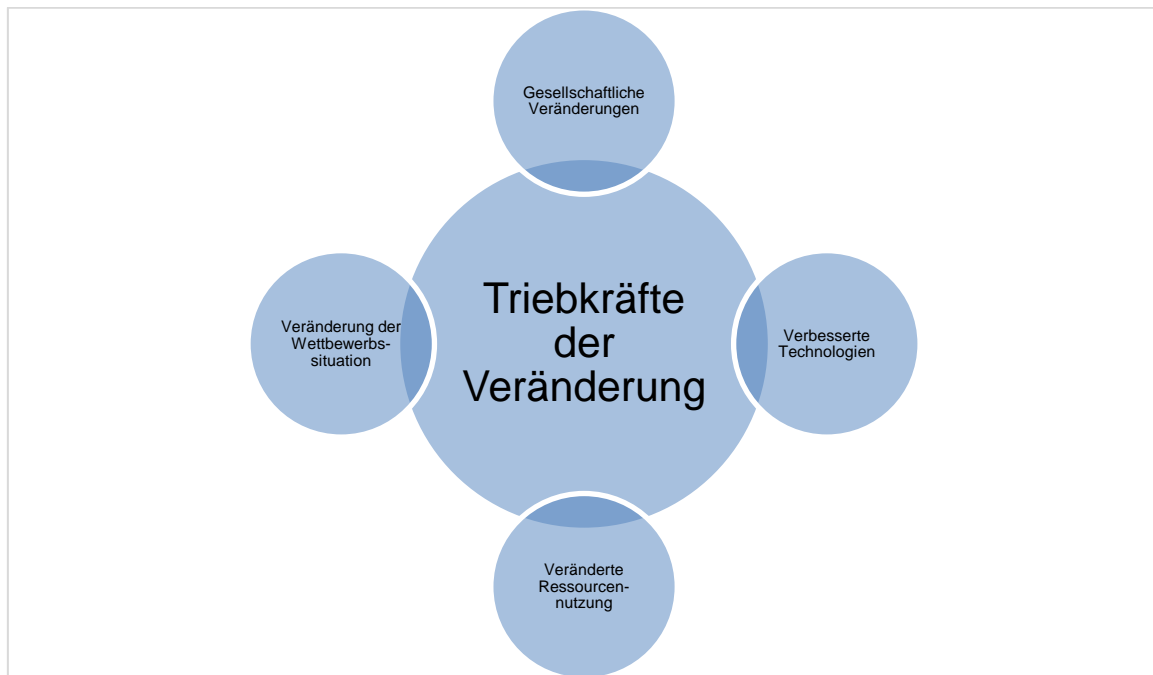 Gesellschaftliche
Veränderungen
Triebkräfte
der
Veränderung
Veränderung der
Wettbewerbs-
situation
Verbesserte
Technologien
Veränderte
Ressourcen-
nutzung